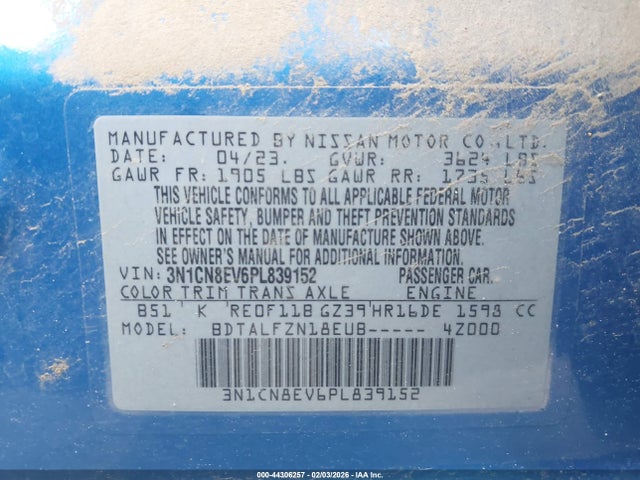 MANUFACTURED BY NISSAN MOTOR CO.,LTD.
DATE: 04/23. GVWR: 3624 LBS
GAWR FR: 1905 LBS GAWR RR: 1735 LBS
THIS VEHICLE CONFORMS TO ALL APPLICABLE FEDERAL MOTOR
VEHICLE SAFETY, BUMPER AND THEFT PREVENTION STANDARDS
IN EFFECT ON THE DATE OF MANUFACTURE SHOWN ABOVE.
SEE OWNER'S MANUAL FOR ADDITIONAL INFORMATION.
VIN: 3N1CN8EV6PL839152 PASSENGER CAR.
COLOR TRIM TRANS AXLE ENGINE
B51 K RE0F11B GZ39 HR16DE 1598 CC
MODEL: BDTALFZN18EUB----- 4Z000
3N1CN8EV6PL839152
000-44306257 - 02/03/2026 - Copyright IAA, LLC